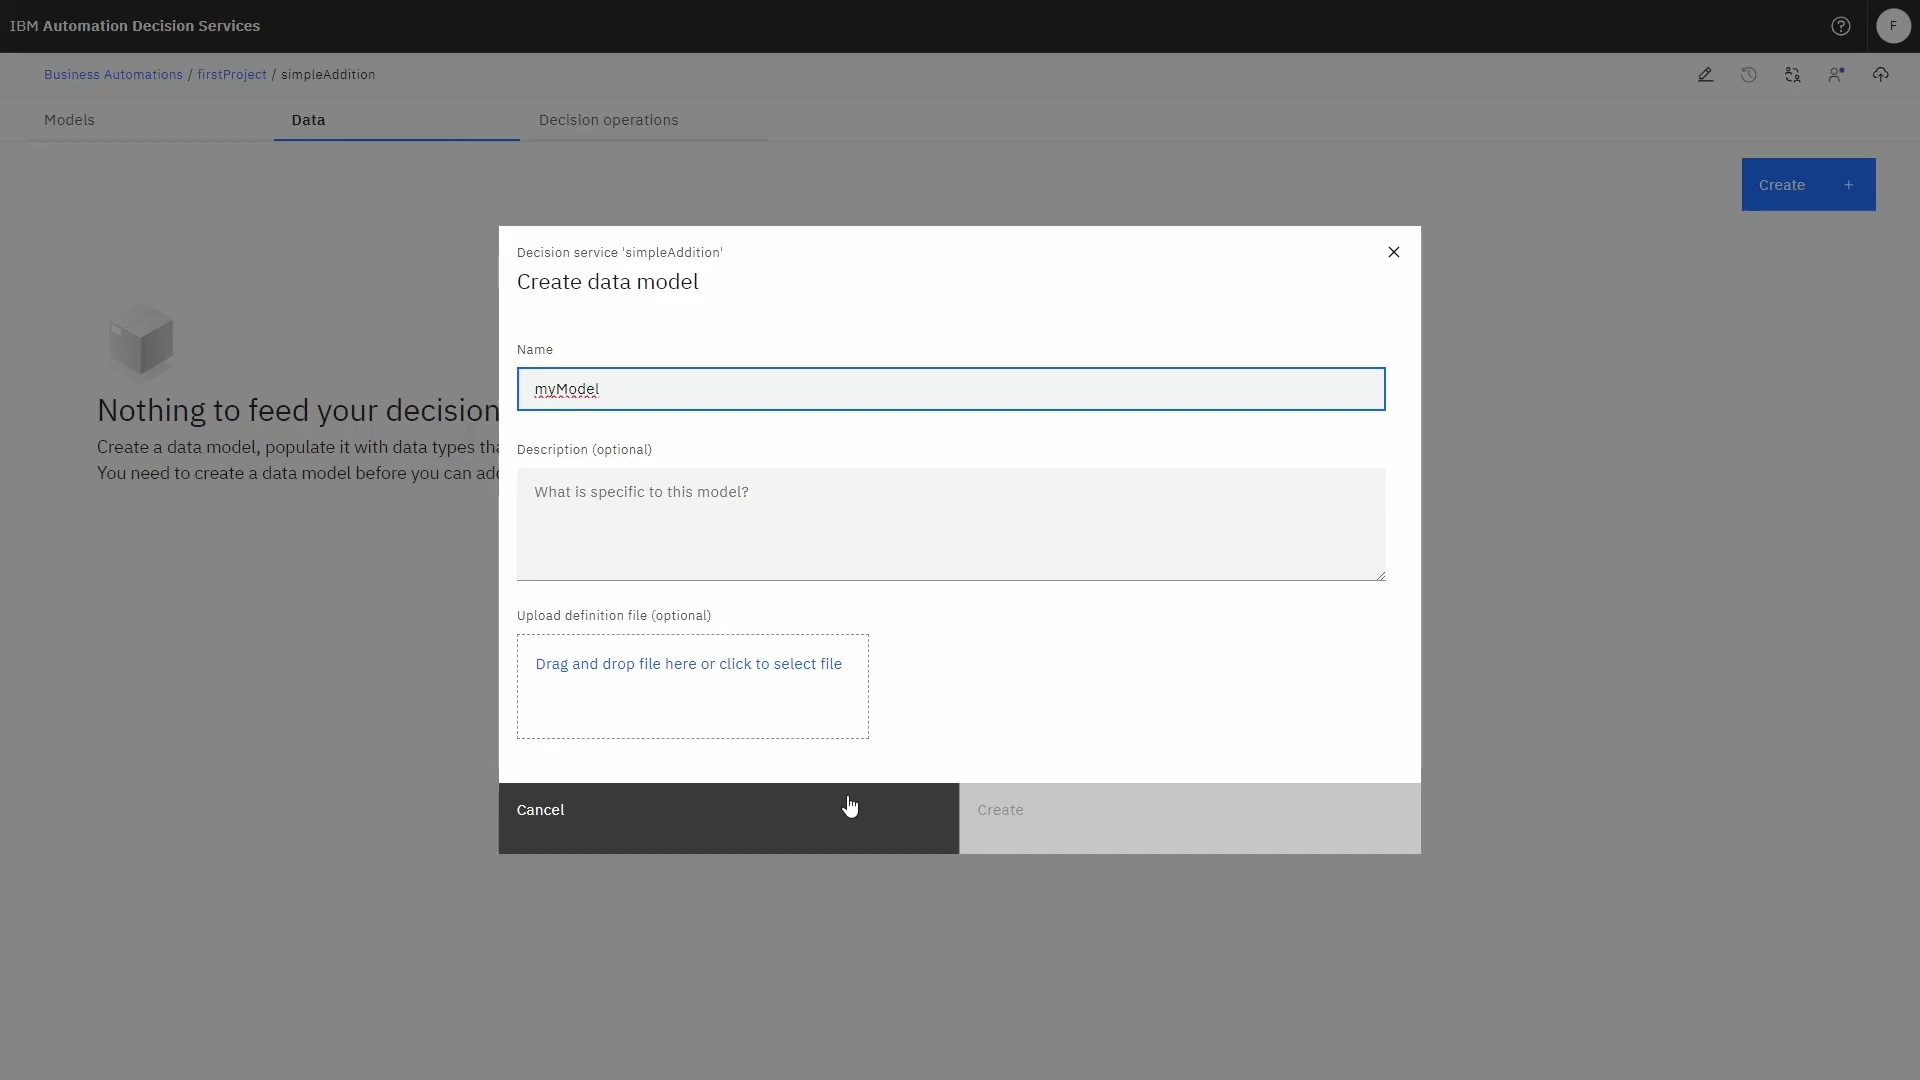 IBM Automation Decision Services
F
Business Automations / firstProject / simpleAddition
Models
Data
Decision operations
Create +
Decision service 'simpleAddition'
Create data model
Name
myModel
Nothing to feed your decision
Create a data model, populate it with data types
You need to create a data model before you can
Description (optional)
What is specific to this model?
Upload definition file (optional)
Drag and drop file here or click to select file
Cancel
Create